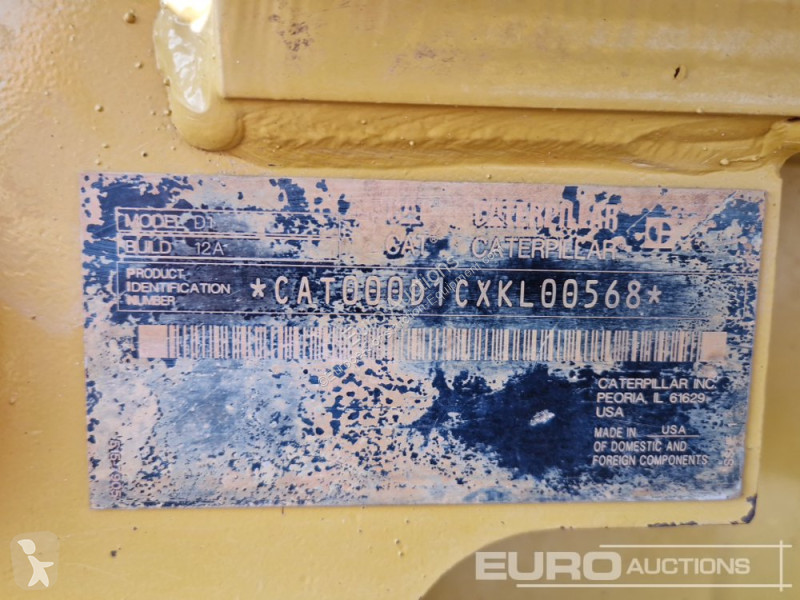 MODEL D1
BUILD 12A
CATERPILLAR
CAT CATERPILLAR
PRODUCT
IDENTIFICATION
NUMBER
*CAT000D1CXKL00568*
CATERPILLAR INC.
PEORIA, IL 61629
USA
MADE IN USA
OF DOMESTIC AND
FOREIGN COMPONENTS
EURO AUCTIONS